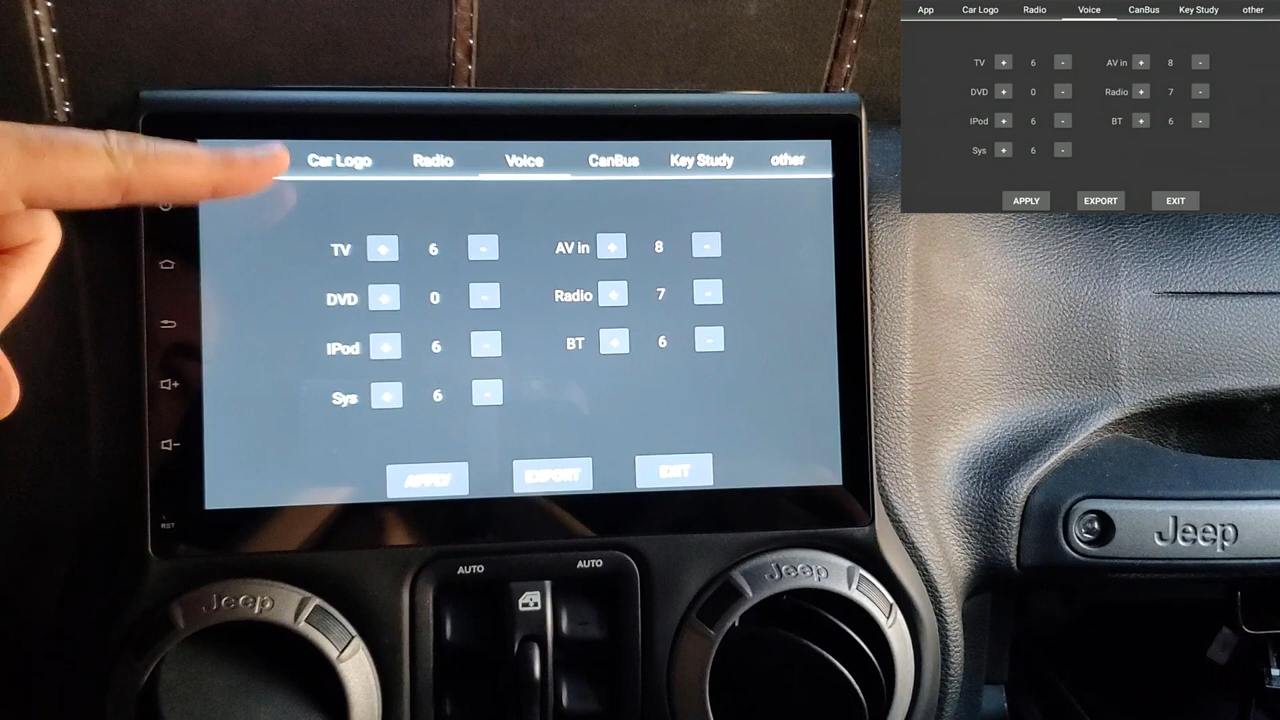 Car Logo Radio Voice CanBus Key Study other
TV + 6 - AV in + 8 -
DVD + 0 - Radio + 7 -
IPod + 6 - BT + 6 -
Sys + 6 -
APPLY EXPORT EXIT
RST
App Car Logo Radio Voice CanBus Key Study other
TV + 6 - AV in + 8 -
DVD + 0 - Radio + 7 -
IPod + 6 - BT + 6 -
Sys + 6 -
APPLY EXPORT EXIT
AUTO AUTO
Jeep
Jeep
Jeep